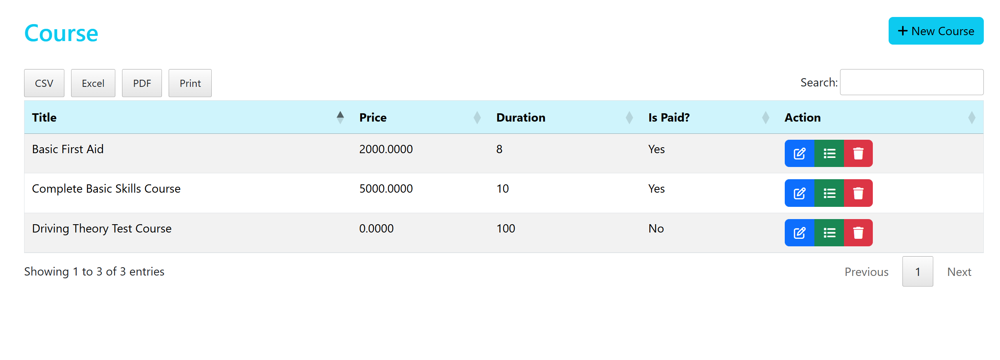 Course
+ New Course
CSV Excel PDF Print Search:
Title Price Duration Is Paid? Action
Basic First Aid 2000.0000 8 Yes
Complete Basic Skills Course 5000.0000 10 Yes
Driving Theory Test Course 0.0000 100 No
Showing 1 to 3 of 3 entries Previous 1 Next